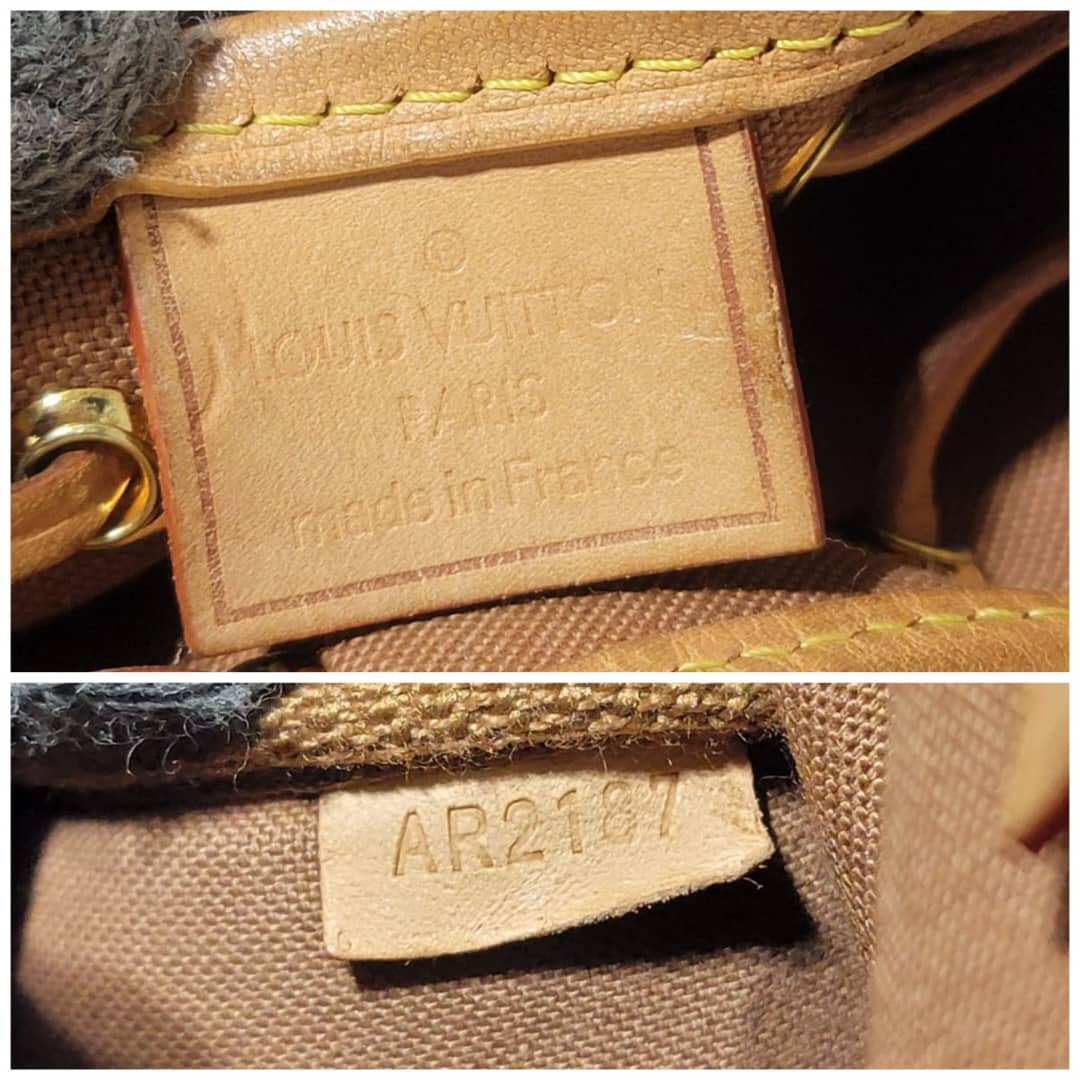 ®
LOUIS VUITTON
PARIS
made in France
AR2187